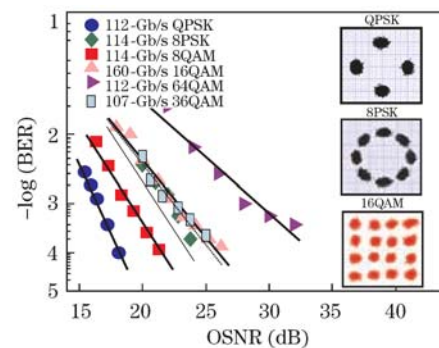 112-Gb/s QPSK
114-Gb/s 8PSK
114-Gb/s 8QAM
160-Gb/s 16QAM
112-Gb/s 64QAM
107-Gb/s 36QAM
QPSK
8PSK
16QAM
1
2
3
4
5
–log (BER)
15 20 25 30 35 40
OSNR (dB)